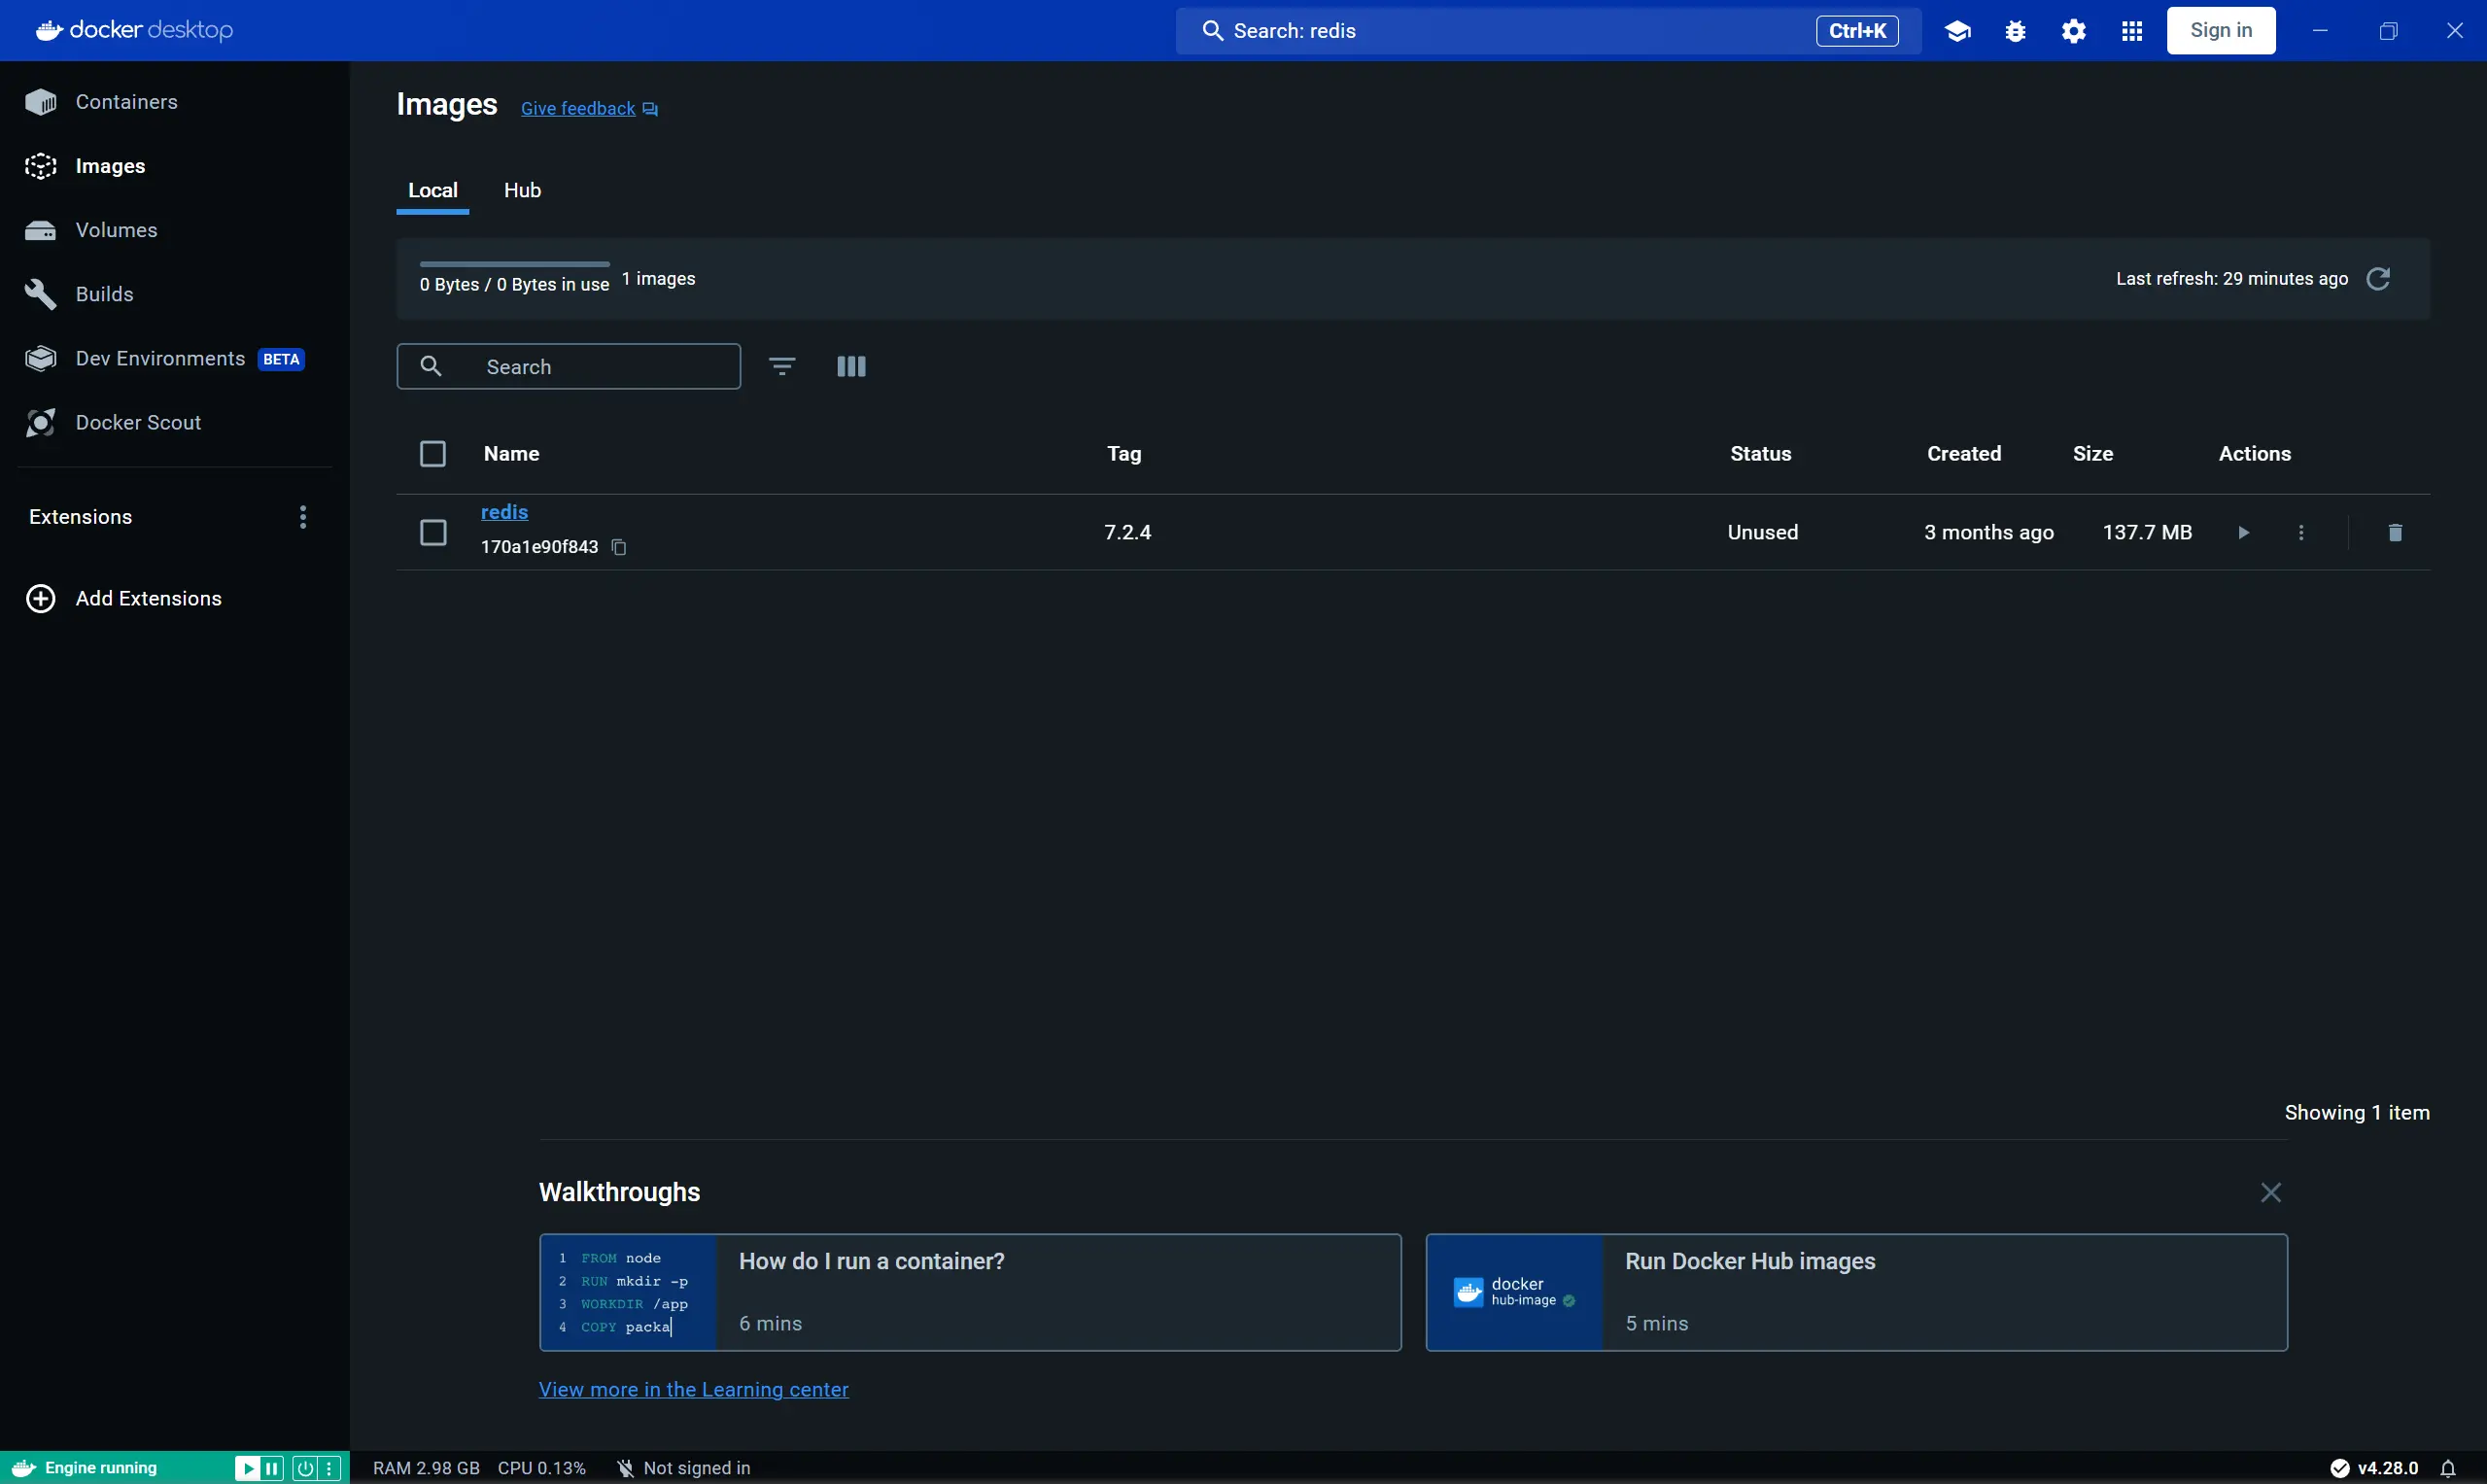 docker desktop
Search: redis
Ctrl+K
Sign in
Containers
Images
Volumes
Builds
Dev Environments BETA
Docker Scout
Extensions
Add Extensions
Images
Give feedback
Local
Hub
0 Bytes / 0 Bytes in use
1 images
Last refresh: 29 minutes ago
Search
Name Tag Status Created Size Actions
redis
170a1e90f843
7.2.4
Unused
3 months ago
137.7 MB
Showing 1 item
Walkthroughs
1 FROM node
2 RUN mkdir -p
3 WORKDIR /app
4 COPY packa
How do I run a container?
6 mins
docker
hub-image
Run Docker Hub images
5 mins
View more in the Learning center
Engine running
RAM 2.98 GB CPU 0.13%
Not signed in
v4.28.0